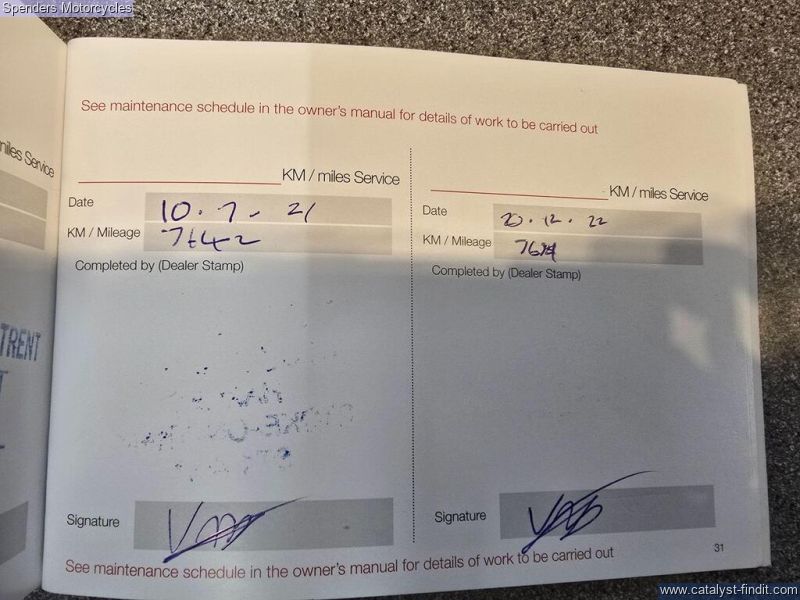 Spenders Motorcycles
See maintenance schedule in the owner's manual for details of work to be carried out
miles Service
KM / miles Service
Date 10.7.21
KM / Mileage 7642
Completed by (Dealer Stamp)
Signature
KM / miles Service
Date 20.12.22
KM / Mileage
Completed by (Dealer Stamp)
Signature
TRENT
31
See maintenance schedule in the owner's manual for details of work to be carried out
www.catalyst-findit.com